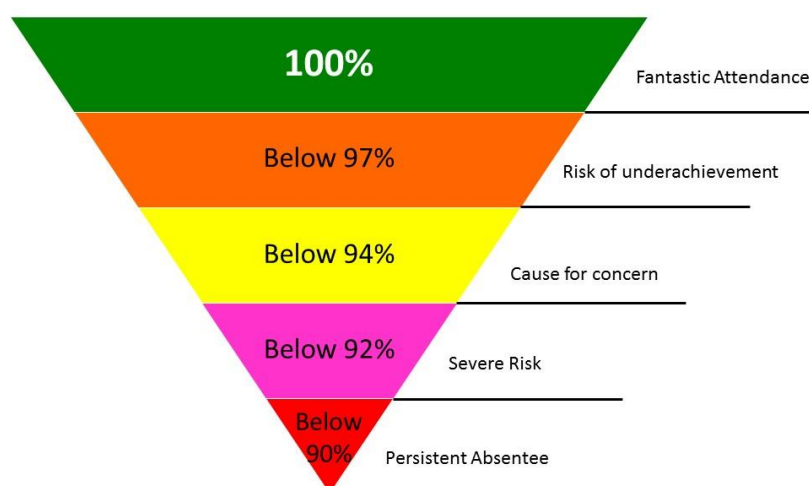 100%
Fantastic Attendance
Below 97%
Risk of underachievement
Below 94%
Cause for concern
Below 92%
Severe Risk
Below
90%
Persistent Absentee